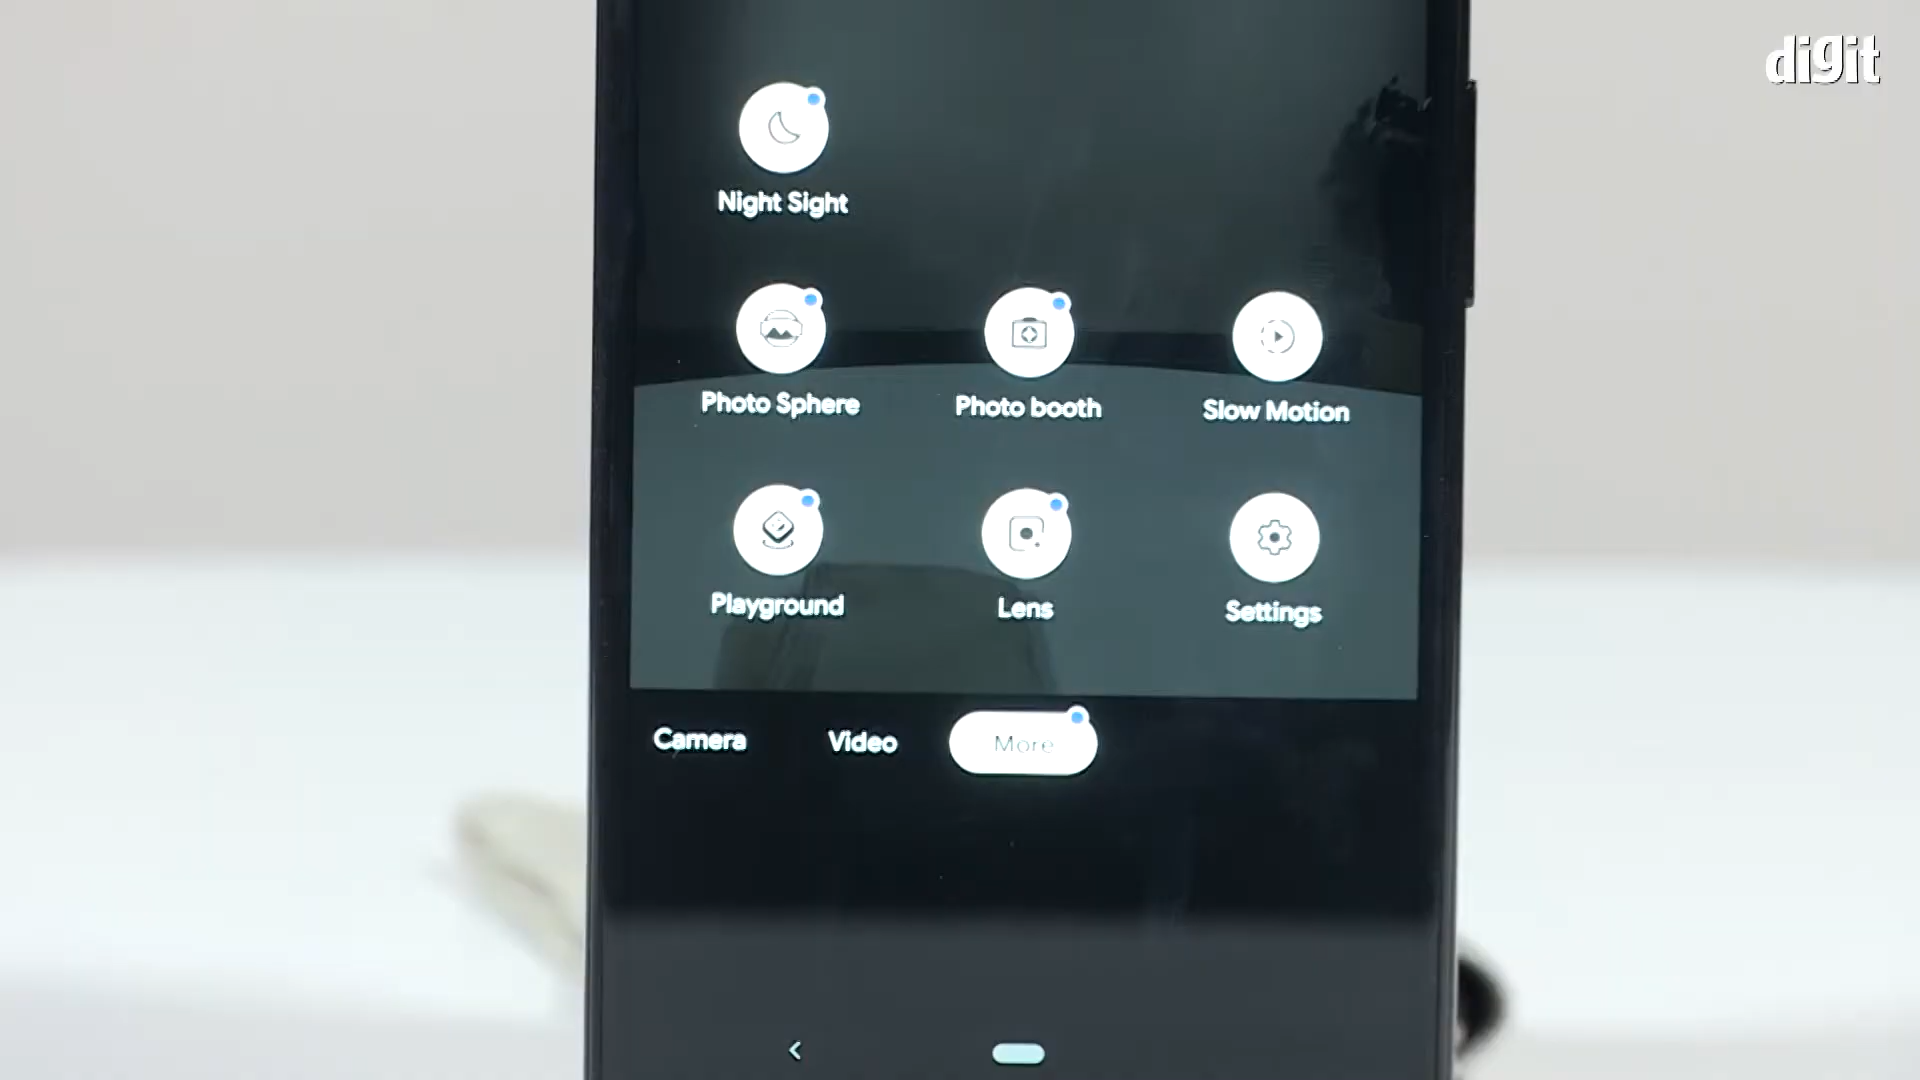 digit
Night Sight
Photo Sphere
Photo booth
Slow Motion
Playground
Lens
Settings
Camera
Video
More